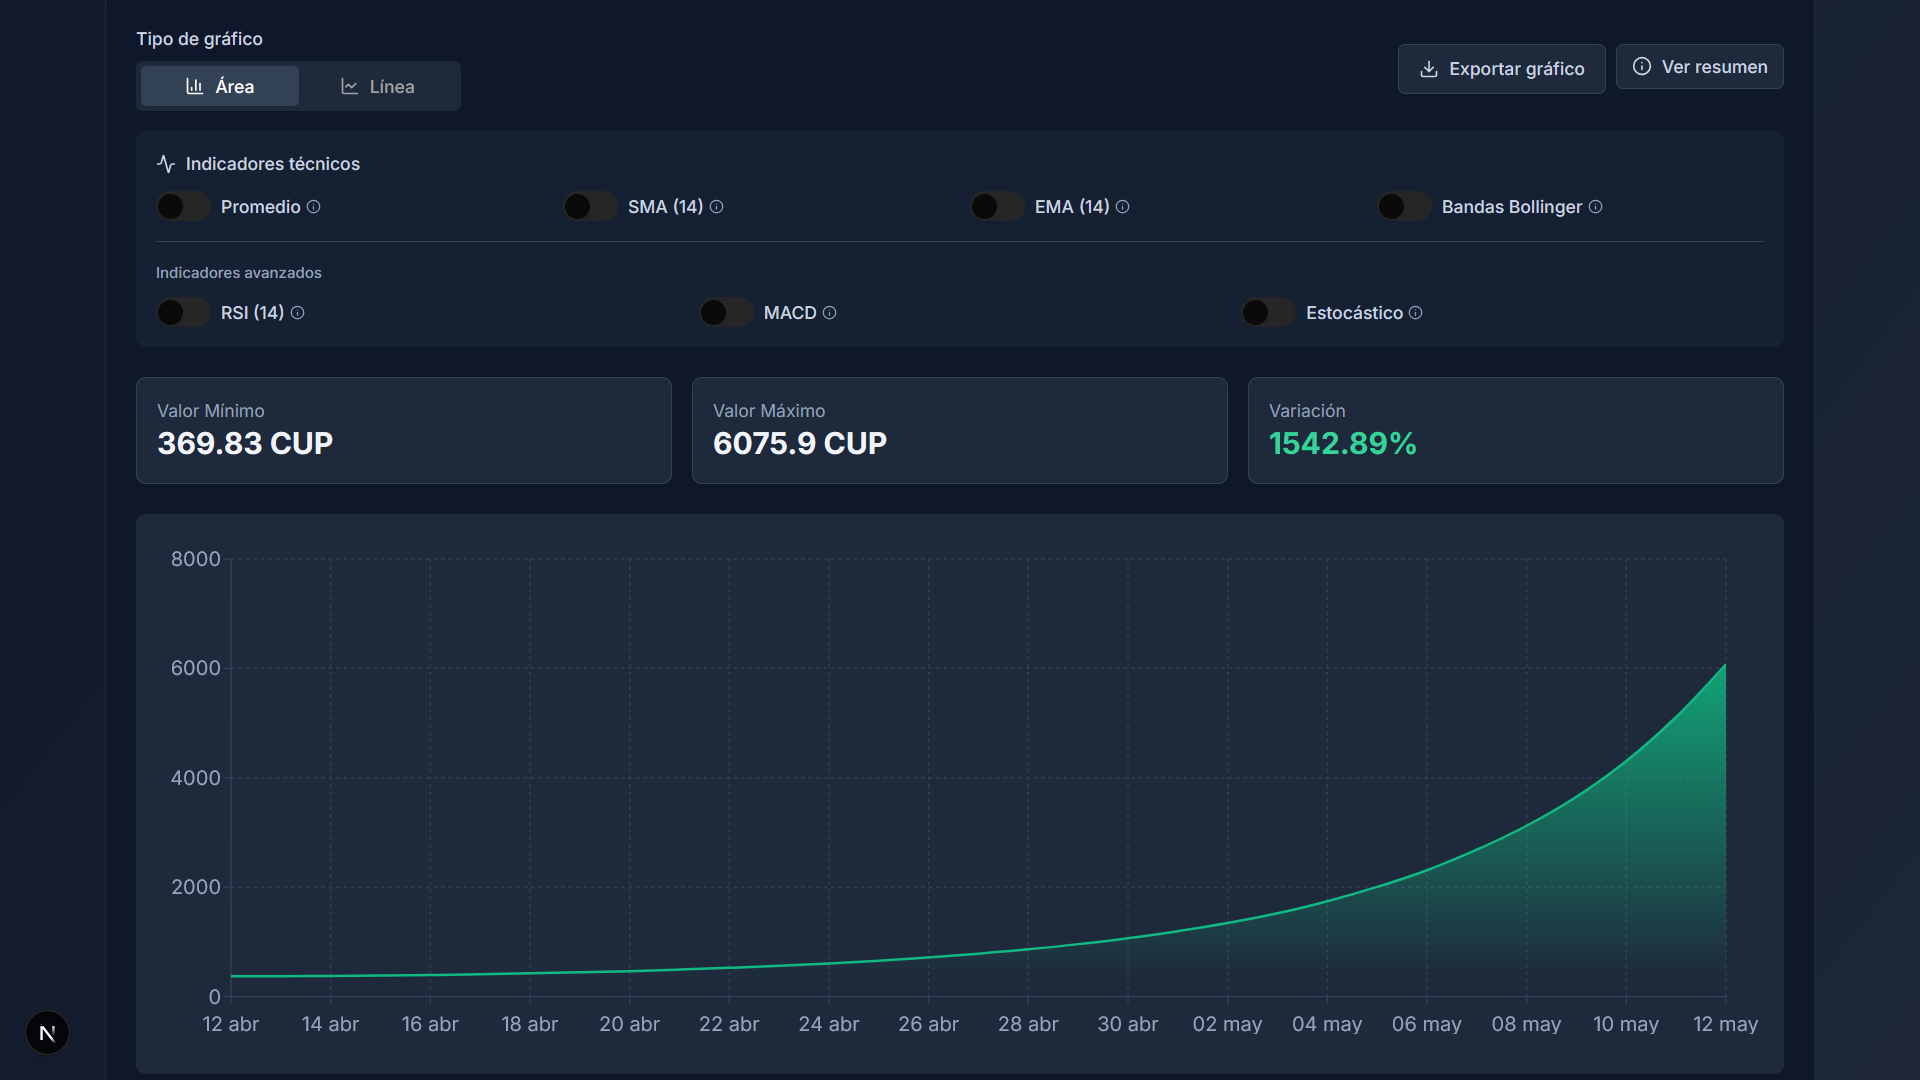 Tipo de gráfico
Área
Línea
Exportar gráfico
Ver resumen
Indicadores técnicos
Promedio
SMA (14)
EMA (14)
Bandas Bollinger
Indicadores avanzados
RSI (14)
MACD
Estocástico
Valor Mínimo
369.83 CUP
Valor Máximo
6075.9 CUP
Variación
1542.89%
8000
6000
4000
2000
0
12 abr 14 abr 16 abr 18 abr 20 abr 22 abr 24 abr 26 abr 28 abr 30 abr 02 may 04 may 06 may 08 may 10 may 12 may
N